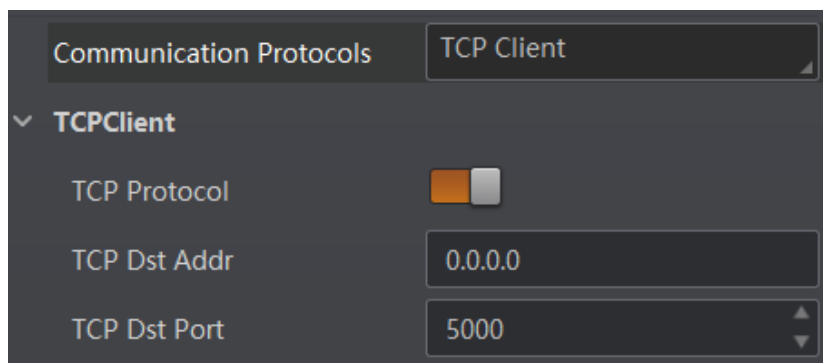 Communication Protocols TCP Client
TCPClient
TCP Protocol
TCP Dst Addr 0.0.0.0
TCP Dst Port 5000